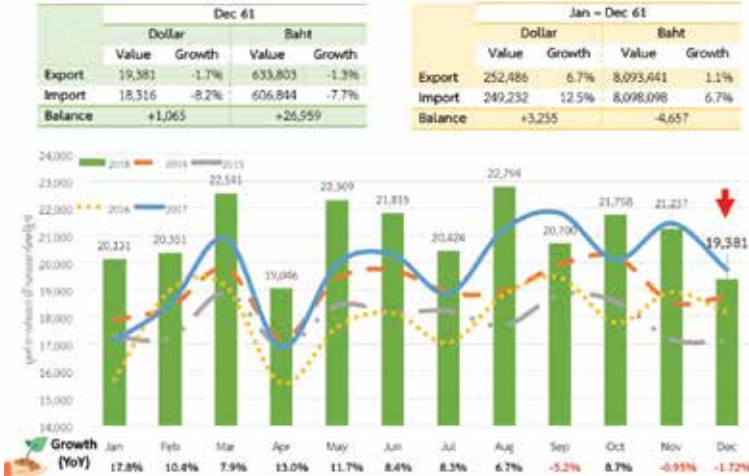 Dec 61
Dollar Baht
Value Growth Value Growth
Export 19,381 -1.7% 633,803 -1.3%
Import 18,316 -8.2% 606,844 -7.7%
Balance +1,065 +26,959
Jan – Dec 61
Dollar Baht
Value Growth Value Growth
Export 252,486 6.7% 8,093,441 1.1%
Import 249,232 12.5% 8,098,098 6.7%
Balance +3,255 -4,657
24,000
23,000
22,000
21,000
20,000
19,000
18,000
17,000
16,000
15,000
14,000
2018 2014 2015
2016 2017
20,131 20,351 22,541 19,046 22,309 21,815 20,424 22,794 20,700 21,758 21,237 19,381
Growth Jan Feb Mar Apr May Jun Jul Aug Sep Oct Nov Dec
(YoY) 17.8% 10.4% 7.9% 13.0% 11.7% 8.4% 8.3% 6.7% -5.2% 8.7% -0.95% -1.72%